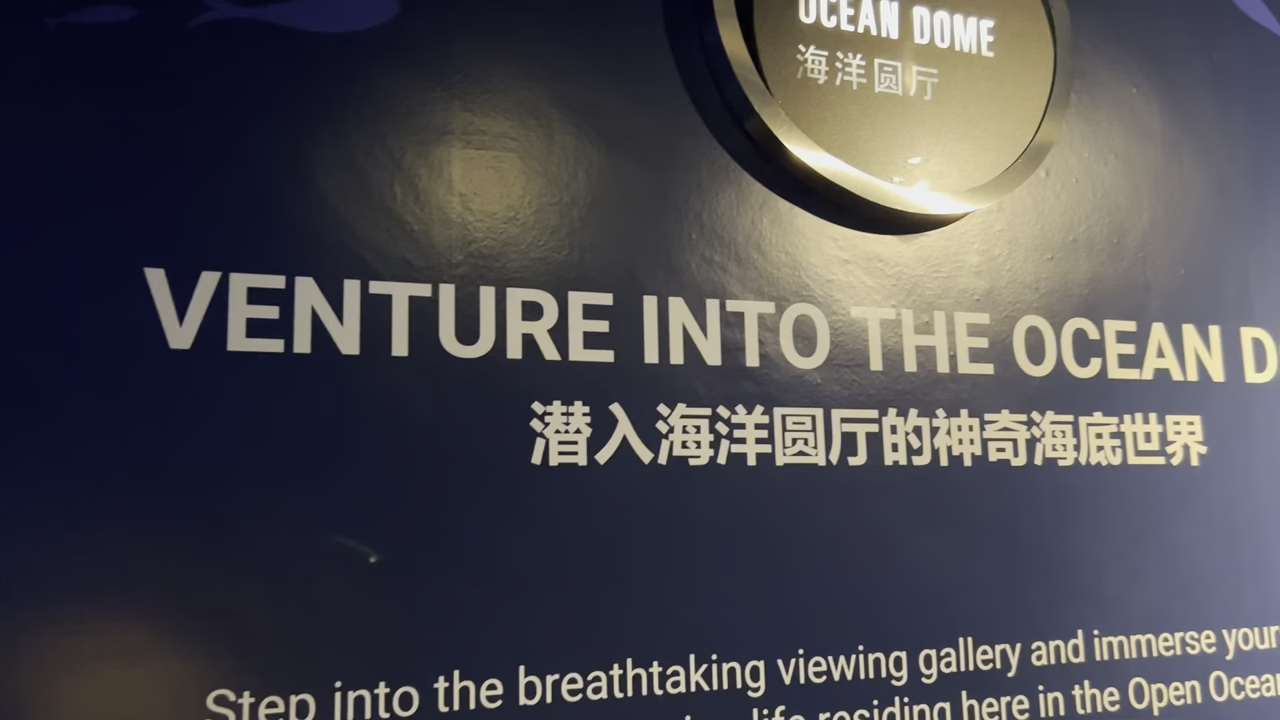 OCEAN DOME
海洋圆厅
VENTURE INTO THE OCEAN D
潜入海洋圆厅的神奇海底世界
Step into the breathtaking viewing gallery and immerse your
life residing here in the Open Ocean